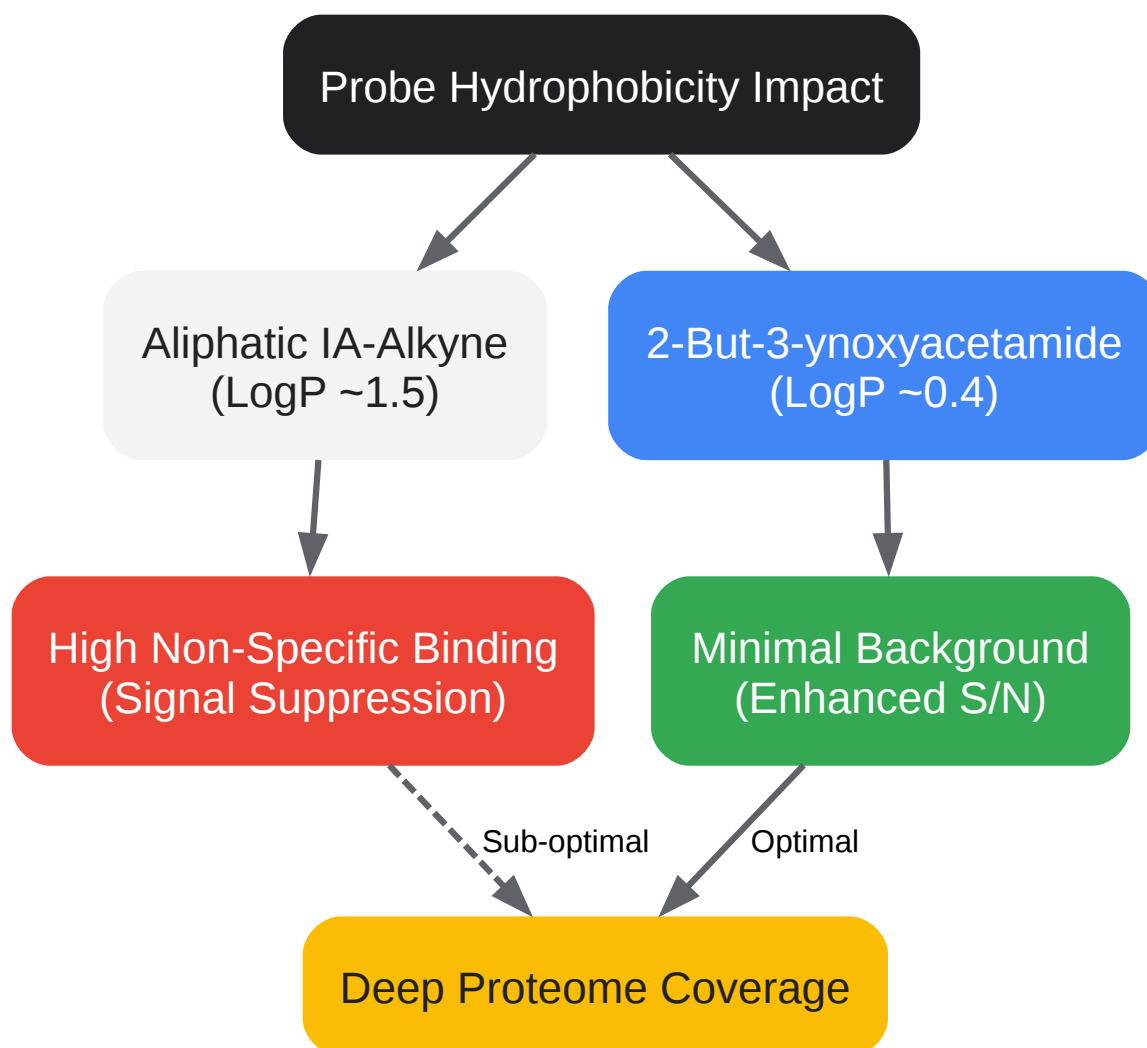 Probe Hydrophobicity Impact
Aliphatic IA-Alkyne
(LogP ~1.5)
2-But-3-ynoxyacetamide
(LogP ~0.4)
High Non-Specific Binding
(Signal Suppression)
Minimal Background
(Enhanced S/N)
Sub-optimal
Optimal
Deep Proteome Coverage